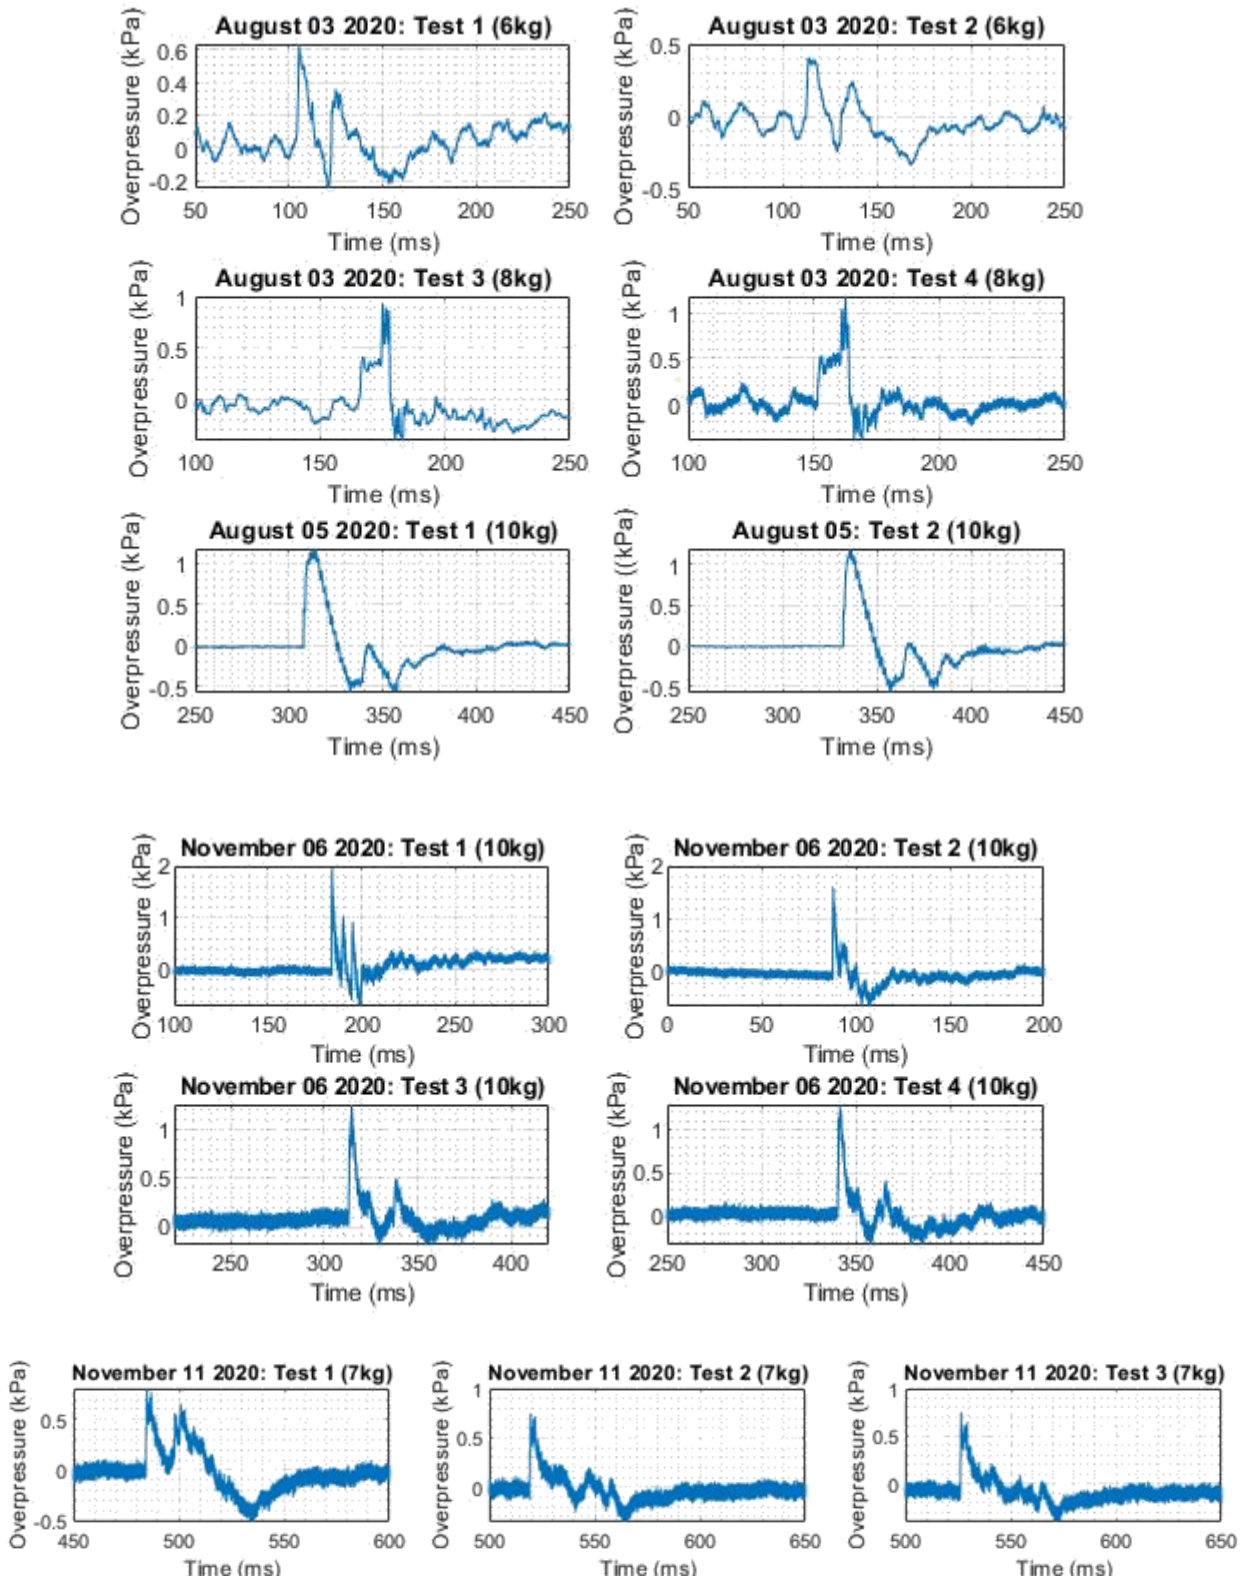 August 03 2020: Test 1 (6kg)
Overpressure (kPa)
0.6
0.4
0.2
0
-0.2
50 100 150 200 250
Time (ms)
August 03 2020: Test 2 (6kg)
Overpressure (kPa)
0.5
0
-0.5
50 100 150 200 250
Time (ms)
August 03 2020: Test 3 (8kg)
Overpressure (kPa)
1
0.5
0
100 150 200 250
Time (ms)
August 03 2020: Test 4 (8kg)
Overpressure (kPa)
1
0.5
0
100 150 200 250
Time (ms)
August 05 2020: Test 1 (10kg)
Overpressure (kPa)
1
0.5
0
-0.5
250 300 350 400 450
Time (ms)
August 05: Test 2 (10kg)
Overpressure ((kPa)
1
0.5
0
-0.5
250 300 350 400 450
Time (ms)
November 06 2020: Test 1 (10kg)
Overpressure (kPa)
2
1
0
100 150 200 250 300
Time (ms)
November 06 2020: Test 2 (10kg)
Overpressure (kPa)
2
1
0
0 50 100 150 200
Time (ms)
November 06 2020: Test 3 (10kg)
Overpressure (kPa)
1
0.5
0
250 300 350 400
Time (ms)
November 06 2020: Test 4 (10kg)
Overpressure (kPa)
1
0.5
0
250 300 350 400 450
Time (ms)
November 11 2020: Test 1 (7kg)
Overpressure (kPa)
0.5
0
-0.5
450 500 550 600
Time (ms)
November 11 2020: Test 2 (7kg)
Overpressure (kPa)
1
0.5
0
500 550 600 650
Time (ms)
November 11 2020: Test 3 (7kg)
Overpressure (kPa)
1
0.5
0
500 550 600 650
Time (ms)